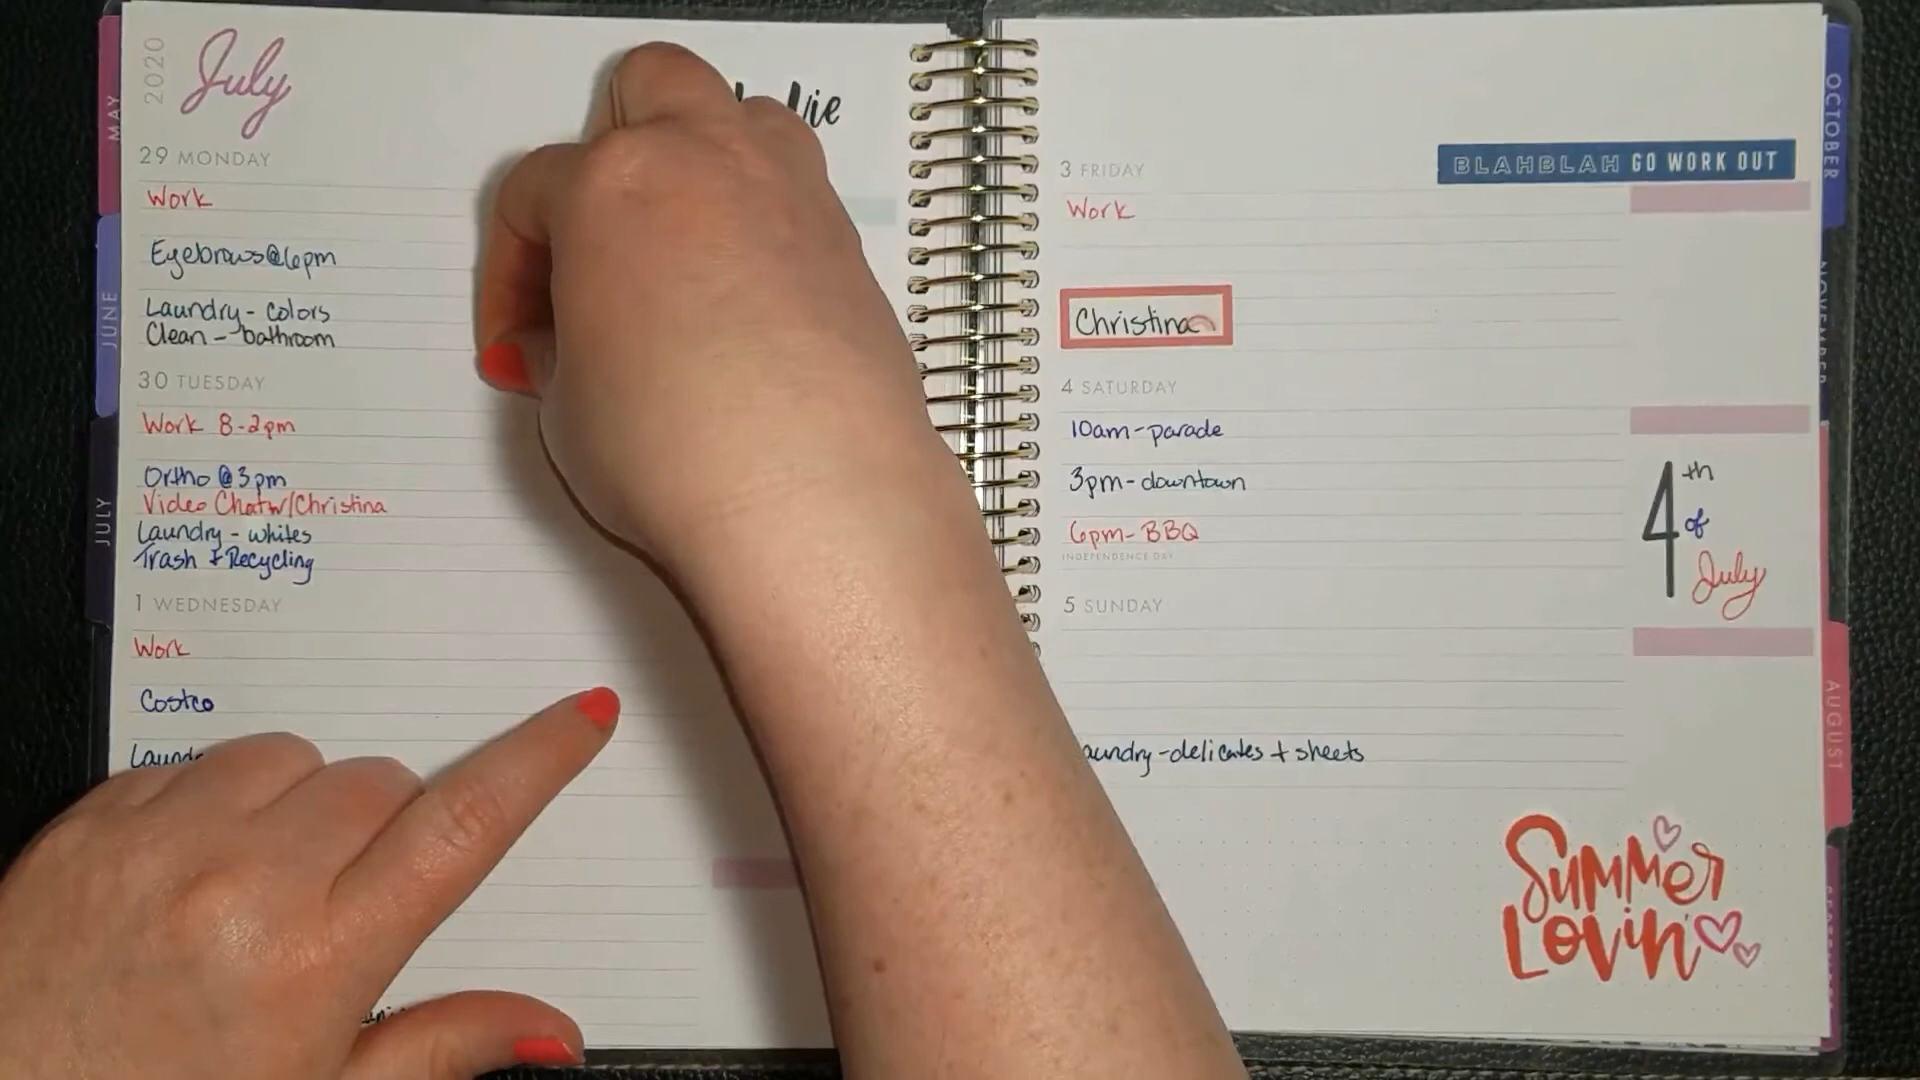 2020
July
Vie
29 MONDAY
Work
Eyebrows@6pm
Laundry - colors
Clean - bathroom
30 TUESDAY
Work 8-2pm
Ortho @ 3pm
Video Chat w/Christina
Laundry - whites
Trash + Recycling
1 WEDNESDAY
Work
Costco
MAY
JUNE
JULY
BLAHBLAH GO WORK OUT
3 FRIDAY
Work
Christina
4 SATURDAY
10am-parade
3pm-downtown
6pm-BBQ
INDEPENDENCE DAY
4th
of
July
5 SUNDAY
aundry-delicates + sheets
Summer
Lovin'
OCTOBER
NOVEMBER
AUGUST